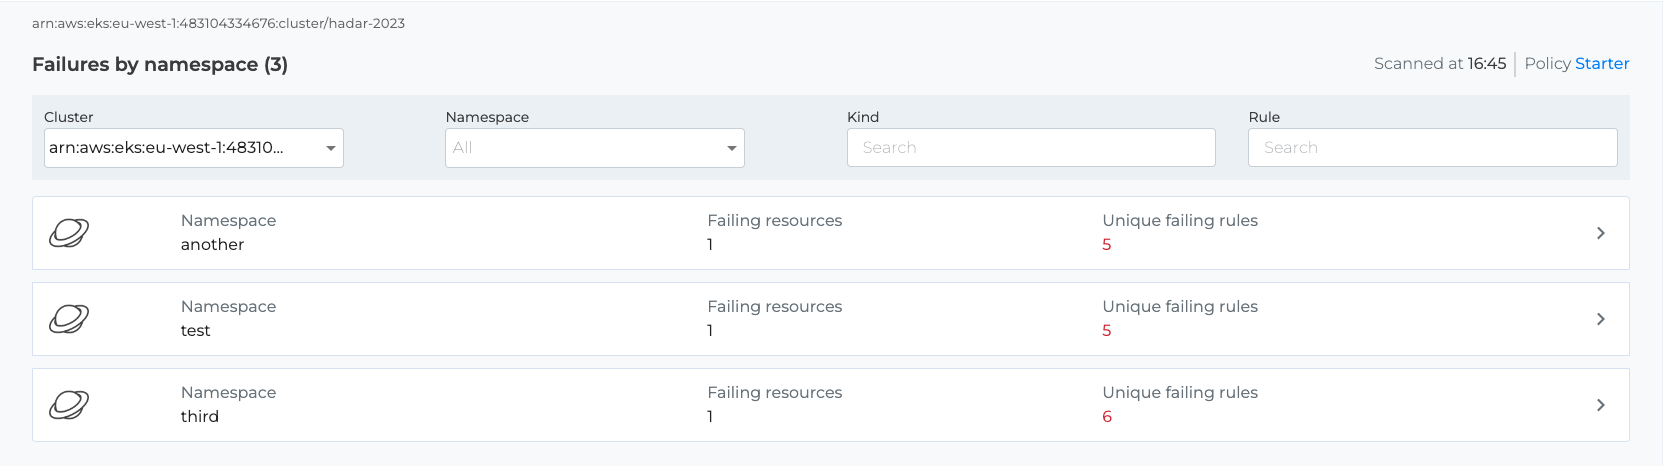 arn:aws:eks:eu-west-1:483104334676:cluster/hadar-2023
Failures by namespace (3)
Scanned at 16:45 Policy Starter
Cluster Namespace Kind Rule
arn:aws:eks:eu-west-1:48310... All Search Search
Namespace Failing resources Unique failing rules
another 1 5
Namespace Failing resources Unique failing rules
test 1 5
Namespace Failing resources Unique failing rules
third 1 6